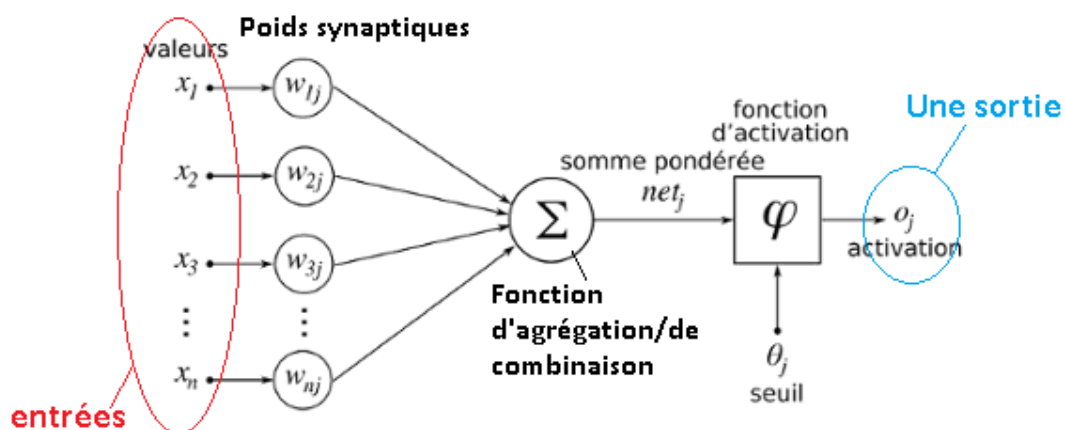 Poids synaptiques
valeurs
x1
w1j
x2
w2j
x3
w3j
⋮
⋮
xn
wnj
entrées
Σ
Fonction
d'agrégation/de
combinaison
somme pondérée
netj
fonction
d'activation
φ
θj
seuil
Une sortie
oj
activation